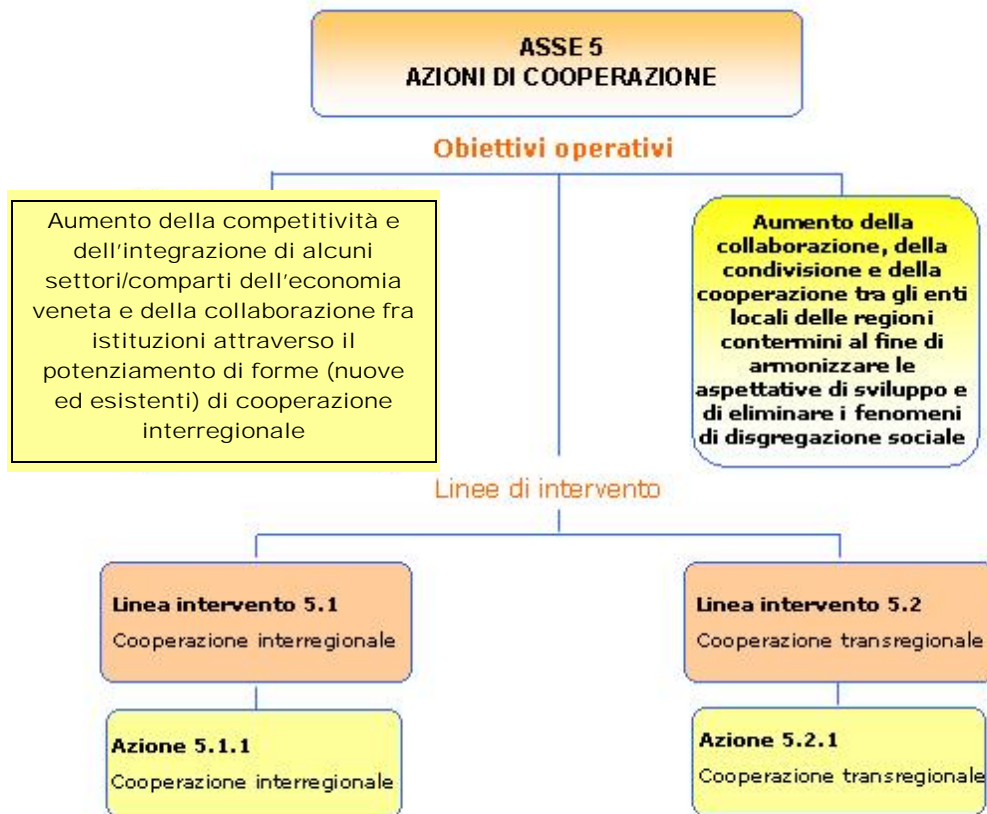 ASSE 5
AZIONI DI COOPERAZIONE
Obiettivi operativi
Aumento della competitività e
dell'integrazione di alcuni
settori/comparti dell'economia
veneta e della collaborazione fra
istituzioni attraverso il
potenziamento di forme (nuove
ed esistenti) di cooperazione
interregionale
Aumento della
collaborazione, della
condivisione e della
cooperazione tra gli enti
locali delle regioni
contermini al fine di
armonizzare le
aspettative di sviluppo e
di eliminare i fenomeni
di disgregazione sociale
Linee di intervento
Linea intervento 5.1
Cooperazione interregionale
Linea intervento 5.2
Cooperazione transregionale
Azione 5.1.1
Cooperazione interregionale
Azione 5.2.1
Cooperazione transregionale